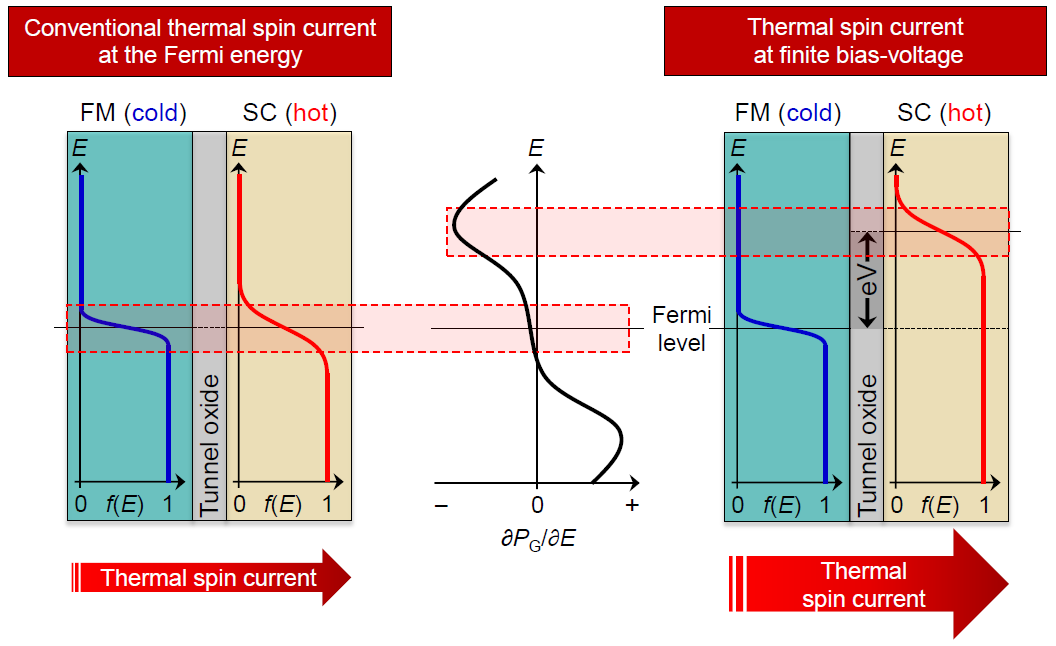 Conventional thermal spin current
at the Fermi energy
Thermal spin current
at finite bias-voltage
FM (cold)
SC (hot)
FM (cold)
SC (hot)
E
E
E
E
E
eV
Fermi
level
Tunnel oxide
Tunnel oxide
0 f(E) 1
0 f(E) 1
– 0 +
0 f(E) 1
0 f(E) 1
∂P_G/∂E
Thermal spin current
Thermal
spin current